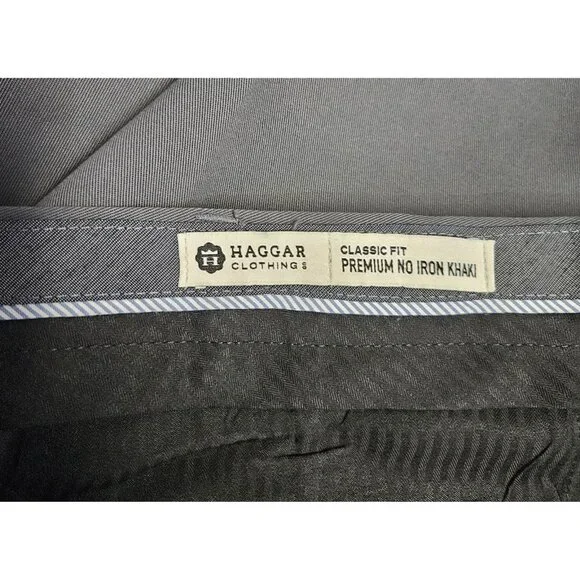 H
HAGGAR
CLOTHING S
CLASSIC FIT
PREMIUM NO IRON KHAKI